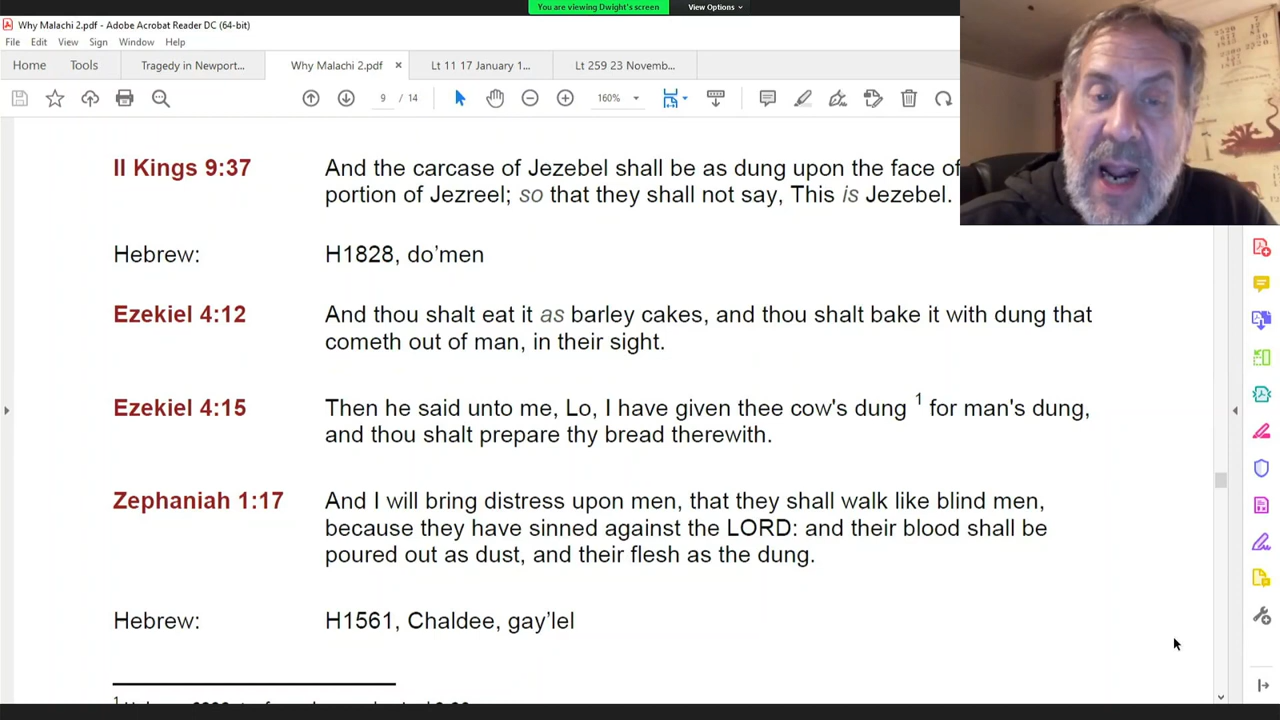 You are viewing Dwight's screen
View Options
Why Malachi 2.pdf - Adobe Acrobat Reader DC (64-bit)
File Edit View Sign Window Help
Home Tools Tragedy in Newport... Why Malachi 2.pdf × Lt 11 17 January 1... Lt 259 23 Novemb...
9 / 14 160%
II Kings 9:37 And the carcase of Jezebel shall be as dung upon the face of
portion of Jezreel; so that they shall not say, This is Jezebel.
Hebrew: H1828, do’men
Ezekiel 4:12 And thou shalt eat it as barley cakes, and thou shalt bake it with dung that
cometh out of man, in their sight.
Ezekiel 4:15 Then he said unto me, Lo, I have given thee cow's dung 1 for man's dung,
and thou shalt prepare thy bread therewith.
Zephaniah 1:17 And I will bring distress upon men, that they shall walk like blind men,
because they have sinned against the LORD: and their blood shall be
poured out as dust, and their flesh as the dung.
Hebrew: H1561, Chaldee, gay’lel
1